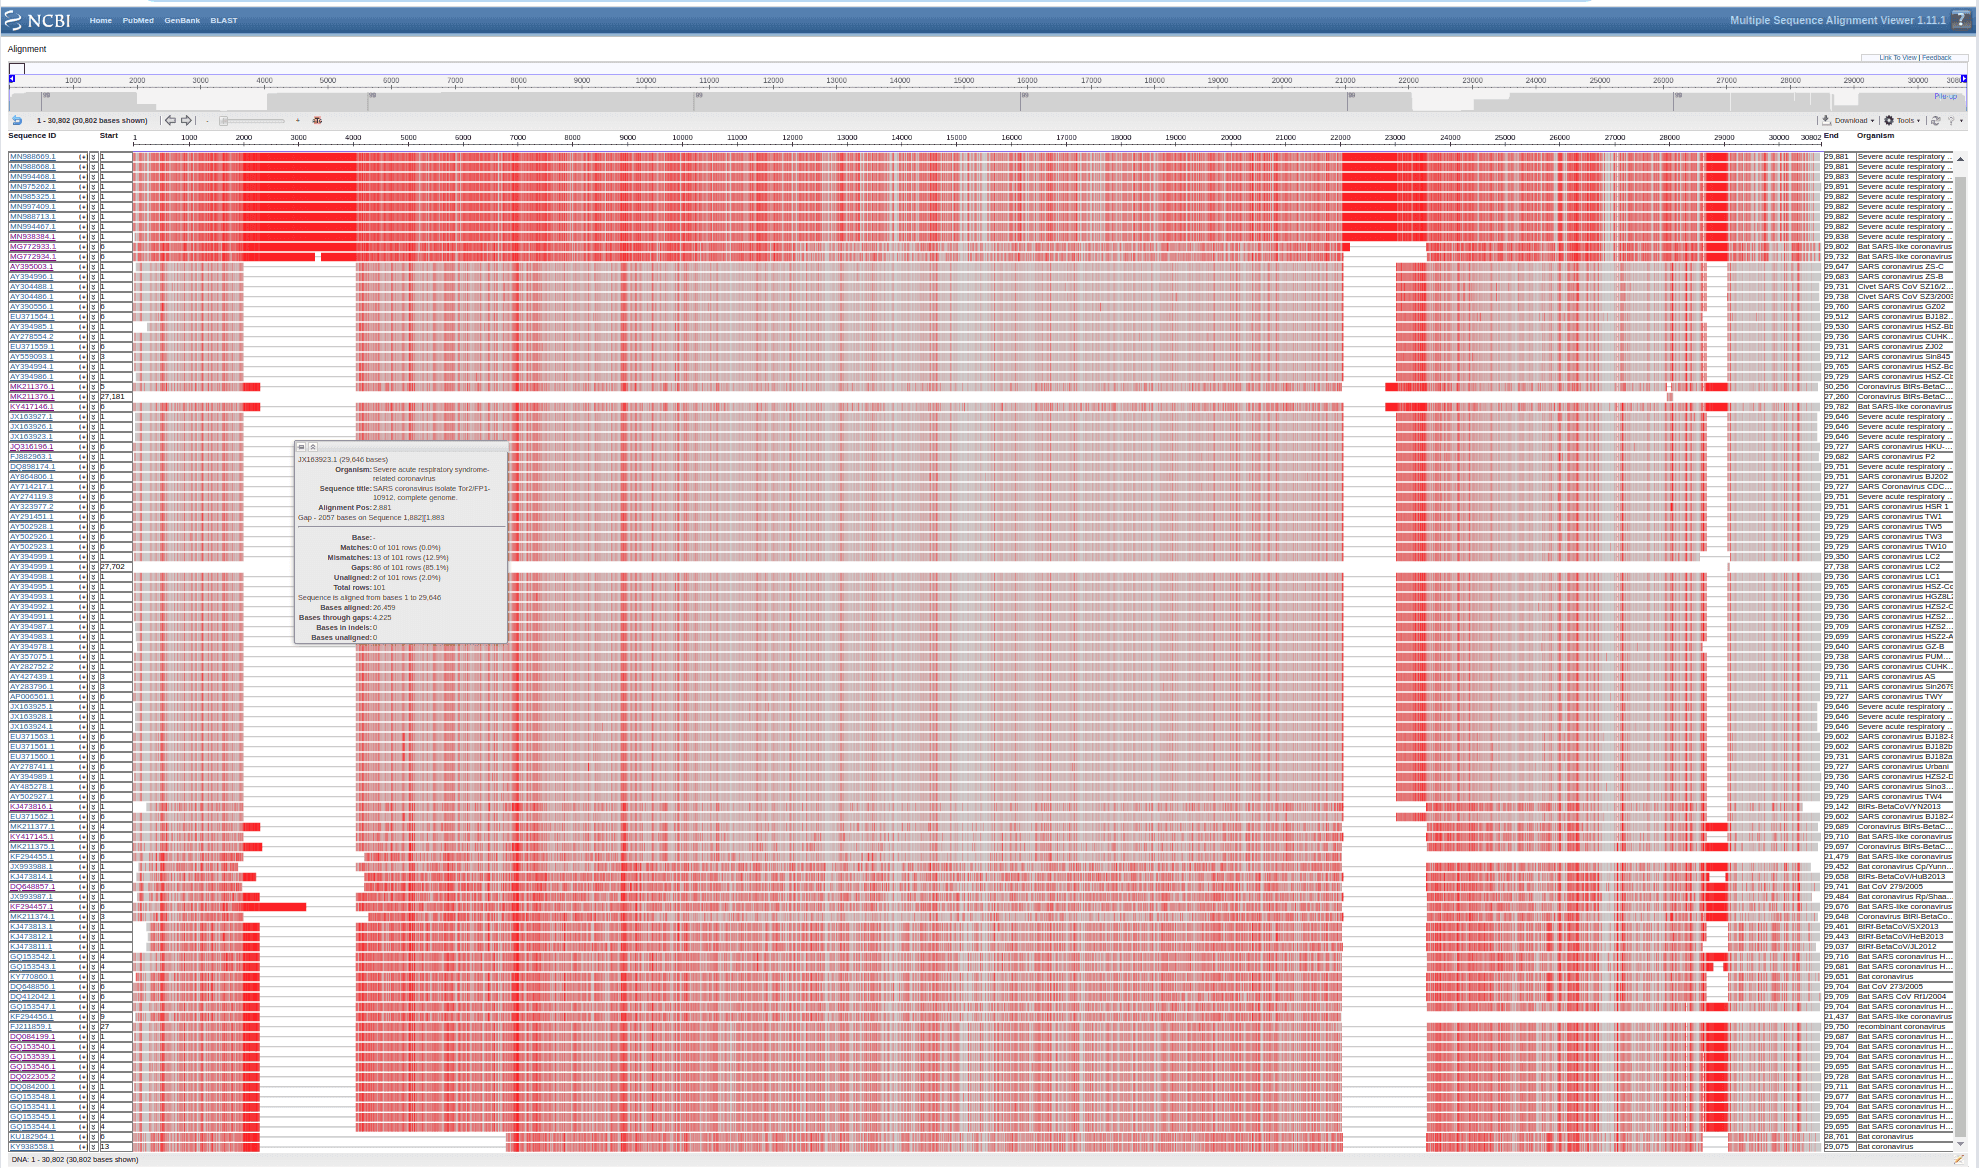 NCBI Home PubMed GenBank BLAST Multiple Sequence Alignment Viewer 1.11.1 ?
Alignment
Link To View | Feedback
1000 2000 3000 4000 5000 6000 7000 8000 9000 10000 11000 12000 13000 14000 15000 16000 17000 18000 19000 20000 21000 22000 23000 24000 25000 26000 27000 28000 29000 30000
1 - 30,802 (30,802 bases shown) Download Tools ?
Sequence ID Start 1 1000 2000 3000 4000 5000 6000 7000 8000 9000 10000 11000 12000 13000 14000 15000 16000 17000 18000 19000 20000 21000 22000 23000 24000 25000 26000 27000 28000 29000 30000 30802 End Organism
MN988669.1 1 29,881 Severe acute respiratory ...
MN988668.1 1 29,881 Severe acute respiratory ...
MN994468.1 1 29,883 Severe acute respiratory ...
MN975262.1 1 29,891 Severe acute respiratory ...
MN985325.1 1 29,882 Severe acute respiratory ...
MN997409.1 1 29,882 Severe acute respiratory ...
MN988713.1 1 29,882 Severe acute respiratory ...
MN994467.1 1 29,882 Severe acute respiratory ...
MN938384.1 1 29,838 Severe acute respiratory ...
MG772933.1 6 29,802 Bat SARS-like coronavirus
MG772934.1 6 29,732 Bat SARS-like coronavirus
AY395003.1 1 29,647 SARS coronavirus ZS-C
AY394996.1 1 29,683 SARS coronavirus ZS-B
AY304488.1 1 29,731 Civet SARS CoV SZ16/2...
AY304486.1 1 29,738 Civet SARS CoV SZ3/2003
AY390556.1 6 29,760 SARS coronavirus GZ02
EU371564.1 6 29,512 SARS coronavirus BJ182...
AY394985.1 1 29,530 SARS coronavirus HSZ-Bb
AY278554.2 1 29,736 SARS coronavirus CUHK...
EU371559.1 6 29,731 SARS coronavirus ZJ02
AY559093.1 3 29,712 SARS coronavirus Sin845
AY394994.1 1 29,765 SARS coronavirus HSZ-Bc
AY394986.1 1 29,729 SARS coronavirus HSZ-Cb
MK211376.1 5 30,256 Coronavirus BtRs-BetaC...
MK211376.1 27,181 27,260 Coronavirus BtRs-BetaC...
KY417146.1 6 29,782 Bat SARS-like coronavirus
JX163927.1 1 29,646 Severe acute respiratory ...
JX163926.1 1 29,646 Severe acute respiratory ...
JX163923.1 1 29,646 Severe acute respiratory ...
JQ316196.1 6 29,727 SARS coronavirus HKU-...
FJ882963.1 1 29,682 SARS coronavirus P2
DQ898174.1 6 29,751 Severe acute respiratory ...
AY864806.1 6 29,751 SARS coronavirus BJ202
AY714217.1 6 29,727 SARS Coronavirus CDC...
AY274119.3 6 29,751 Severe acute respiratory ...
AY323977.2 6 29,751 SARS coronavirus HSR 1
AY291451.1 6 29,729 SARS coronavirus TW1
AY502928.1 6 29,729 SARS coronavirus TW5
AY502926.1 6 29,729 SARS coronavirus TW3
AY502923.1 6 29,729 SARS coronavirus TW10
AY394999.1 1 29,350 SARS coronavirus LC2
AY394999.1 27,702 27,738 SARS coronavirus LC2
AY394998.1 1 29,736 SARS coronavirus LC1
AY394995.1 1 29,765 SARS coronavirus HSZ-Cc
AY394993.1 1 29,736 SARS coronavirus HGZ8L2
AY394992.1 1 29,736 SARS coronavirus HZS2-C
AY394991.1 1 29,736 SARS coronavirus HZS2...
AY394987.1 1 29,709 SARS coronavirus HZS2...
AY394983.1 1 29,699 SARS coronavirus HSZ2-A
AY394978.1 1 29,640 SARS coronavirus GZ-B
AY357075.1 1 29,738 SARS coronavirus PUM...
AY282752.2 1 29,736 SARS coronavirus CUHK...
AY427439.1 3 29,711 SARS coronavirus AS
AY283796.1 3 29,711 SARS coronavirus Sin2679
AP006561.1 6 29,727 SARS coronavirus TWY
JX163925.1 1 29,646 Severe acute respiratory ...
JX163928.1 1 29,646 Severe acute respiratory ...
JX163924.1 1 29,646 Severe acute respiratory ...
EU371563.1 6 29,602 SARS coronavirus BJ182-8
EU371561.1 6 29,602 SARS coronavirus BJ182b
EU371560.1 6 29,731 SARS coronavirus BJ182a
AY278741.1 6 29,727 SARS coronavirus Urbani
AY394989.1 1 29,736 SARS coronavirus HZS2-D
AY485278.1 6 29,740 SARS coronavirus Sino3...
AY502927.1 6 29,729 SARS coronavirus TW4
KJ473816.1 1 29,142 BtRs-BetaCoV/YN2013
EU371562.1 6 29,602 SARS coronavirus BJ182-4
MK211377.1 4 29,689 Coronavirus BtRs-BetaC...
KY417145.1 6 29,710 Bat SARS-like coronavirus
MK211375.1 6 29,697 Coronavirus BtRs-BetaC...
KF294455.1 6 21,479 Bat SARS-like coronavirus
JX993988.1 1 29,452 Bat coronavirus Cp/Yunn...
KJ473814.1 1 29,658 BtRs-BetaCoV/HuB2013
DQ648857.1 6 29,741 Bat CoV 279/2005
JX993987.1 1 29,484 Bat coronavirus Rp/Shaa...
KF294457.1 6 29,676 Bat SARS-like coronavirus
MK211374.1 3 29,648 Coronavirus BtRl-BetaCo...
KJ473813.1 1 29,461 BtRf-BetaCoV/SX2013
KJ473812.1 1 29,443 BtRf-BetaCoV/HeB2013
KJ473811.1 1 29,037 BtRf-BetaCoV/JL2012
GQ153542.1 4 29,716 Bat SARS coronavirus H...
GQ153543.1 4 29,681 Bat SARS coronavirus H...
KY770860.1 1 29,651 Bat coronavirus
DQ648856.1 6 29,704 Bat CoV 273/2005
DQ412042.1 6 29,709 Bat SARS CoV Rf1/2004
GQ153547.1 4 29,704 Bat SARS coronavirus H...
KF294456.1 9 21,437 Bat SARS-like coronavirus
FJ211859.1 27 29,750 recombinant coronavirus
DQ084199.1 1 29,687 Bat SARS coronavirus H...
GQ153540.1 4 29,704 Bat SARS coronavirus H...
GQ153539.1 4 29,704 Bat SARS coronavirus H...
GQ153546.1 4 29,695 Bat SARS coronavirus H...
DQ022305.2 4 29,728 Bat SARS coronavirus H...
DQ084200.1 1 29,711 Bat SARS coronavirus H...
GQ153548.1 4 29,677 Bat SARS coronavirus H...
GQ153541.1 4 29,704 Bat SARS coronavirus H...
GQ153545.1 4 29,695 Bat SARS coronavirus H...
GQ153544.1 4 29,695 Bat SARS coronavirus H...
KU182964.1 6 28,761 Bat coronavirus
KY938558.1 13 29,075 Bat coronavirus
JX163923.1 (29,646 bases)
Organism: Severe acute respiratory syndrome-
related coronavirus
Sequence title: SARS coronavirus isolate Tor2/FP1-
10912, complete genome.
Alignment Pos: 2,881
Gap - 2057 bases on Sequence 1,882][1,883
Base: -
Matches: 0 of 101 rows (0.0%)
Mismatches: 13 of 101 rows (12.9%)
Gaps: 86 of 101 rows (85.1%)
Unaligned: 2 of 101 rows (2.0%)
Total rows: 101
Sequence is aligned from bases 1 to 29,646
Bases aligned: 26,459
Bases through gaps: 4,225
Bases in indels: 0
Bases unaligned: 0
DNA: 1 - 30,802 (30,802 bases shown)